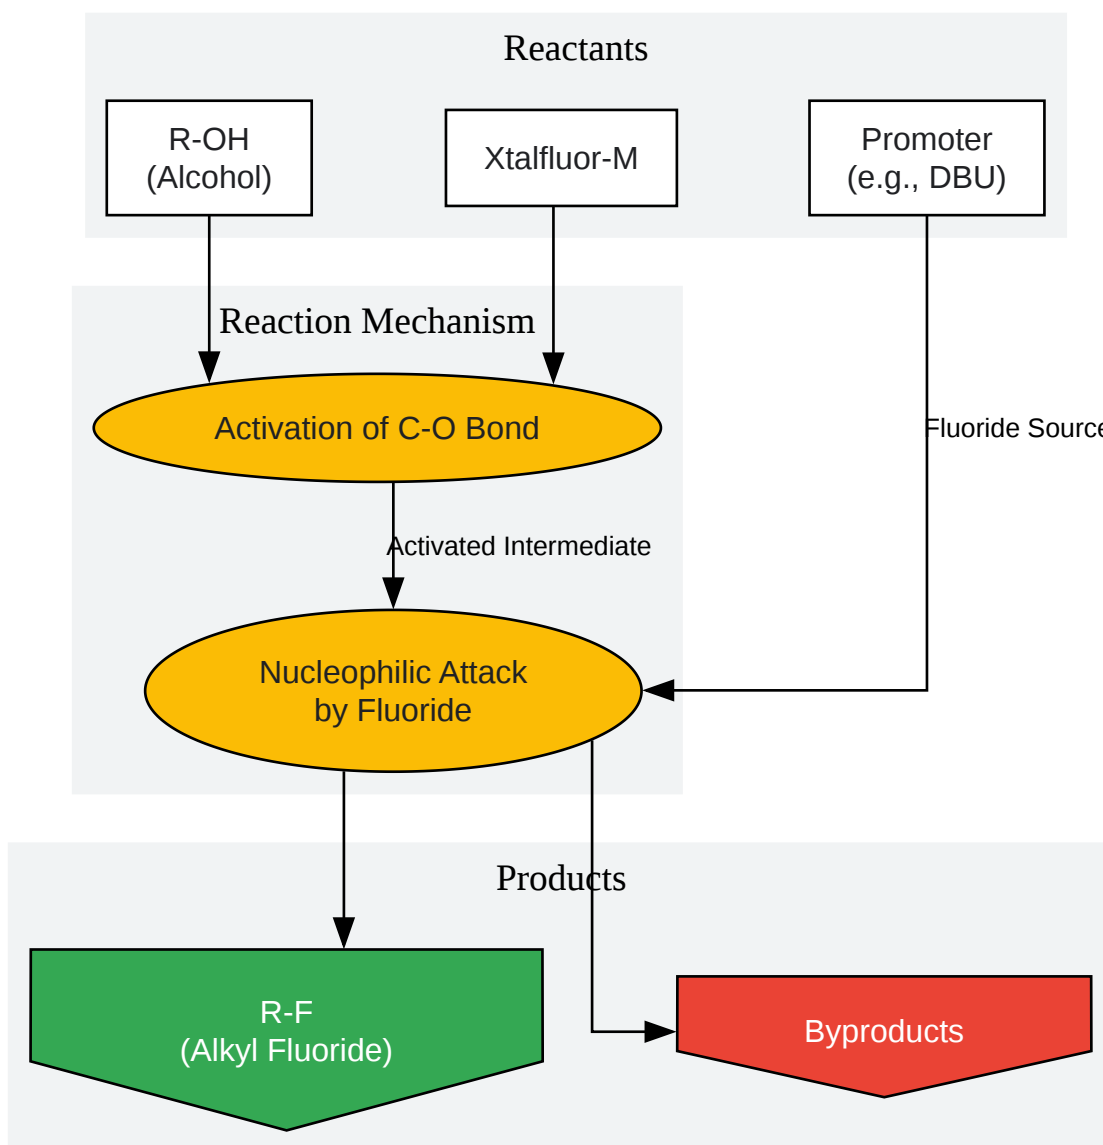 Reactants
R-OH
(Alcohol)
Xtalfluor-M
Promoter
(e.g., DBU)
Reaction Mechanism
Activation of C-O Bond
Fluoride Source
Activated Intermediate
Nucleophilic Attack
by Fluoride
Products
R-F
(Alkyl Fluoride)
Byproducts